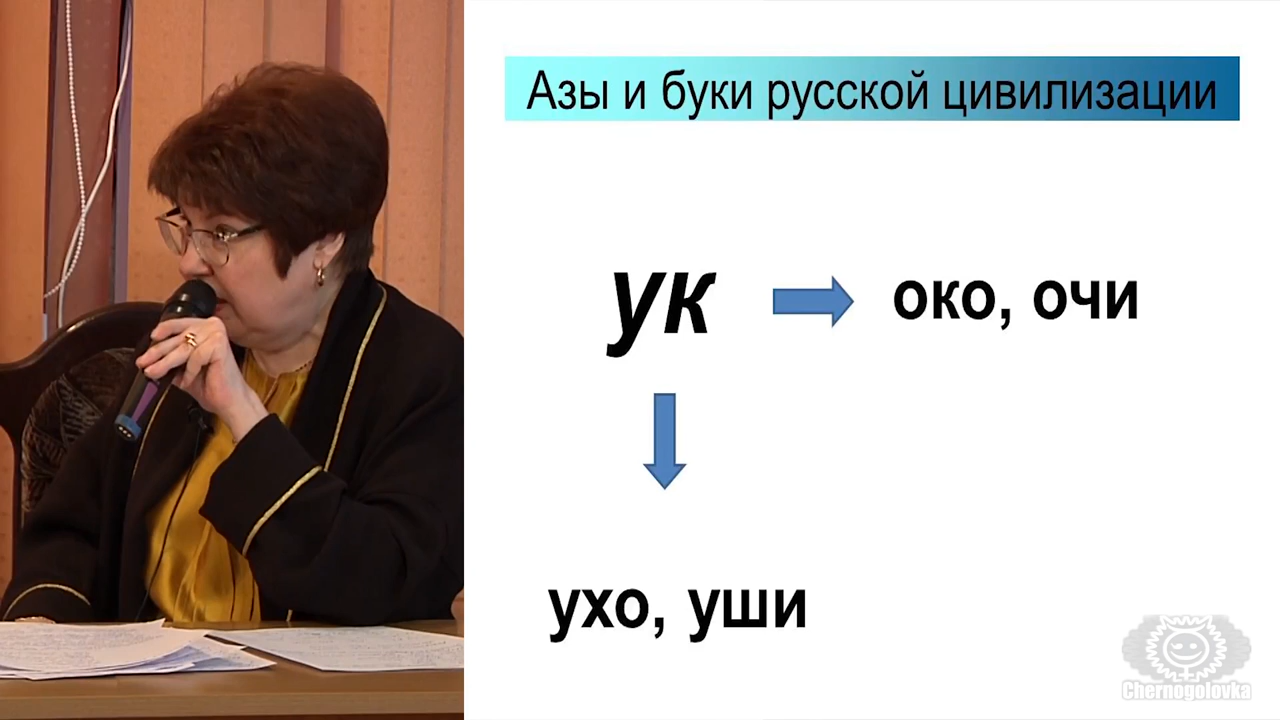 Азы и буки русской цивилизации
ук
око, очи
ухо, уши
Chernogolovka